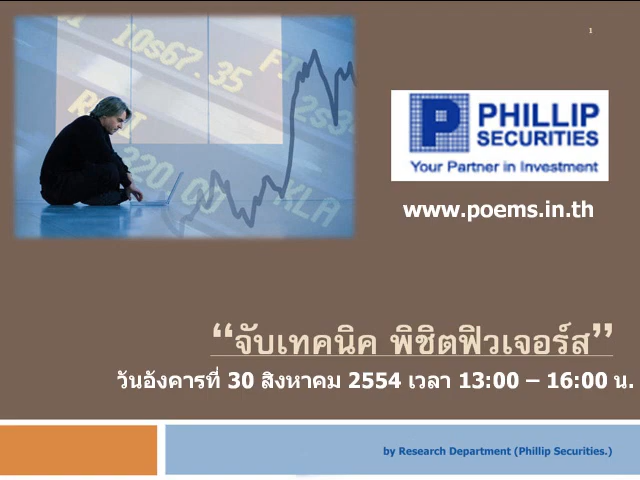 1
10s67.35
PHILLIP
SECURITIES
Your Partner in Investment
www.poems.in.th
“จับเทคนิค พิชิตฟิวเจอร์ส”
วันอังคารที่ 30 สิงหาคม 2554 เวลา 13:00 – 16:00 น.
by Research Department (Phillip Securities.)